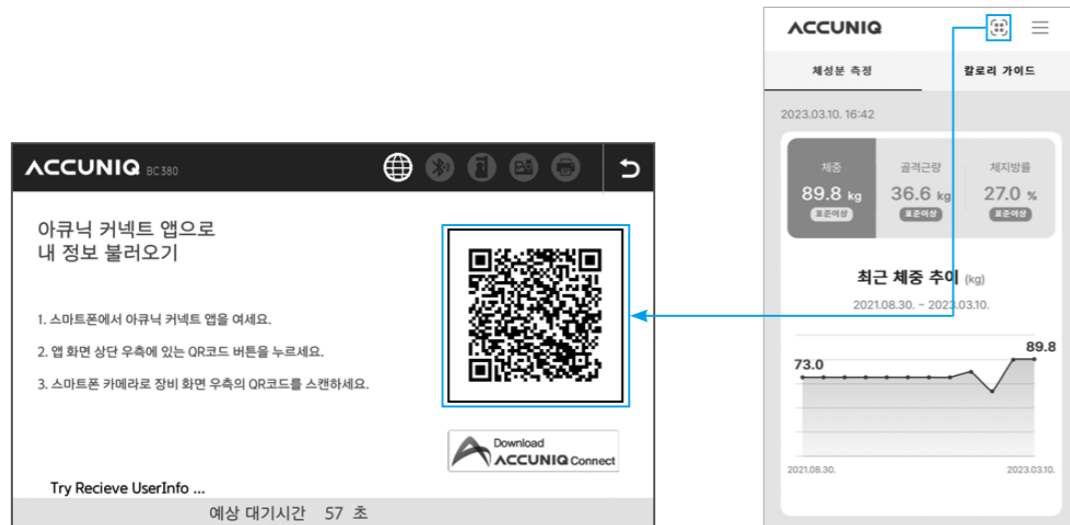 ACCUNIQ BC380
아큐닉 커넥트 앱으로
내 정보 불러오기
1. 스마트폰에서 아큐닉 커넥트 앱을 여세요.
2. 앱 화면 상단 우측에 있는 QR코드 버튼을 누르세요.
3. 스마트폰 카메라로 장비 화면 우측의 QR코드를 스캔하세요.
Download
ACCUNIQ Connect
Try Recieve UserInfo ...
예상 대기시간 57 초
ACCUNIQ
체성분 측정 칼로리 가이드
2023.03.10. 16:42
체중 골격근량 체지방률
89.8 kg 36.6 kg 27.0 %
표준이상 표준이상 표준이상
최근 체중 추이 (kg)
2021.08.30. ~ 2023.03.10.
89.8
73.0
2021.08.30. 2023.03.10.